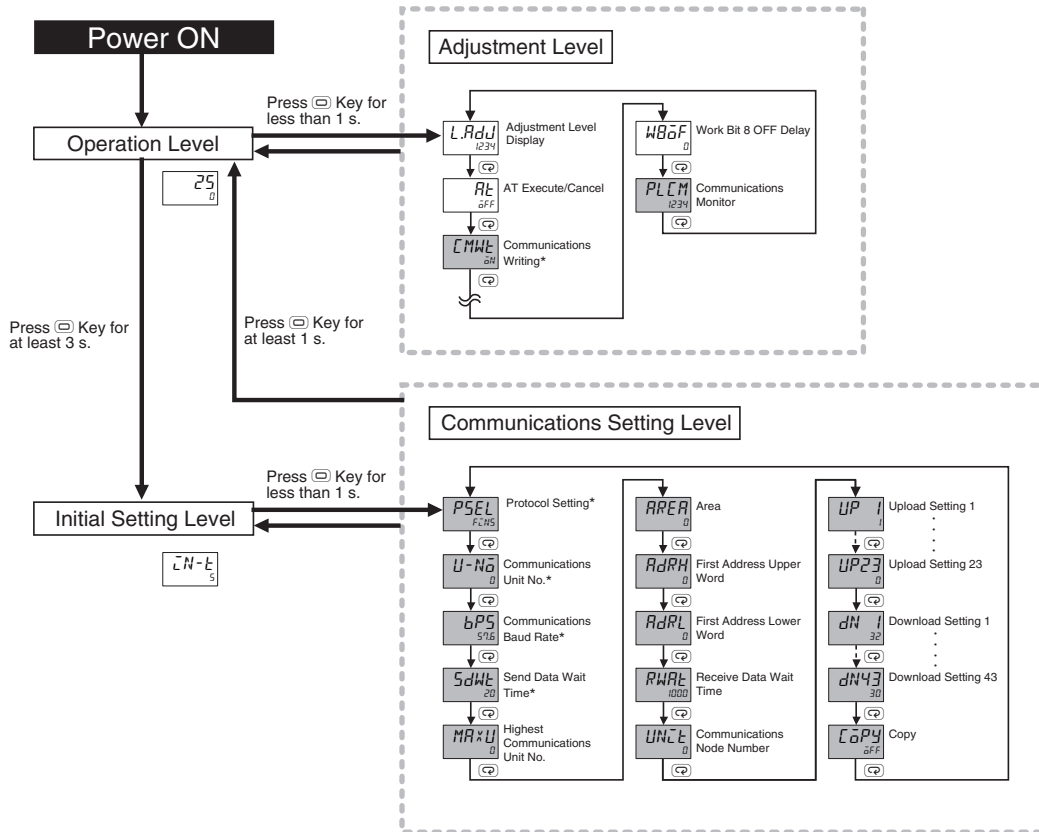 Power ON
Press Key for
less than 1 s.
Operation Level
25
0
Press Key for
at least 3 s.
Press Key for
at least 1 s.
Press Key for
less than 1 s.
Initial Setting Level
IN-t
5
Adjustment Level
L.AdJ
1234
Adjustment Level
Display
At
OFF
AT Execute/Cancel
CMWt
ON
Communications
Writing*
W8OF
0
Work Bit 8 OFF Delay
PLCM
1234
Communications
Monitor
Communications Setting Level
PSEL
FINS
Protocol Setting*
U-NO
0
Communications
Unit No.*
bPS
57.6
Communications
Baud Rate*
SdWt
20
Send Data Wait
Time*
MAXU
0
Highest
Communications
Unit No.
AREA
0
Area
AdRH
0
First Address Upper
Word
AdRL
0
First Address Lower
Word
RWAt
1000
Receive Data Wait
Time
UNIt
0
Communications
Node Number
UP 1
1
Upload Setting 1
UP23
0
Upload Setting 23
dN 1
32
Download Setting 1
dN43
30
Download Setting 43
COPY
OFF
Copy